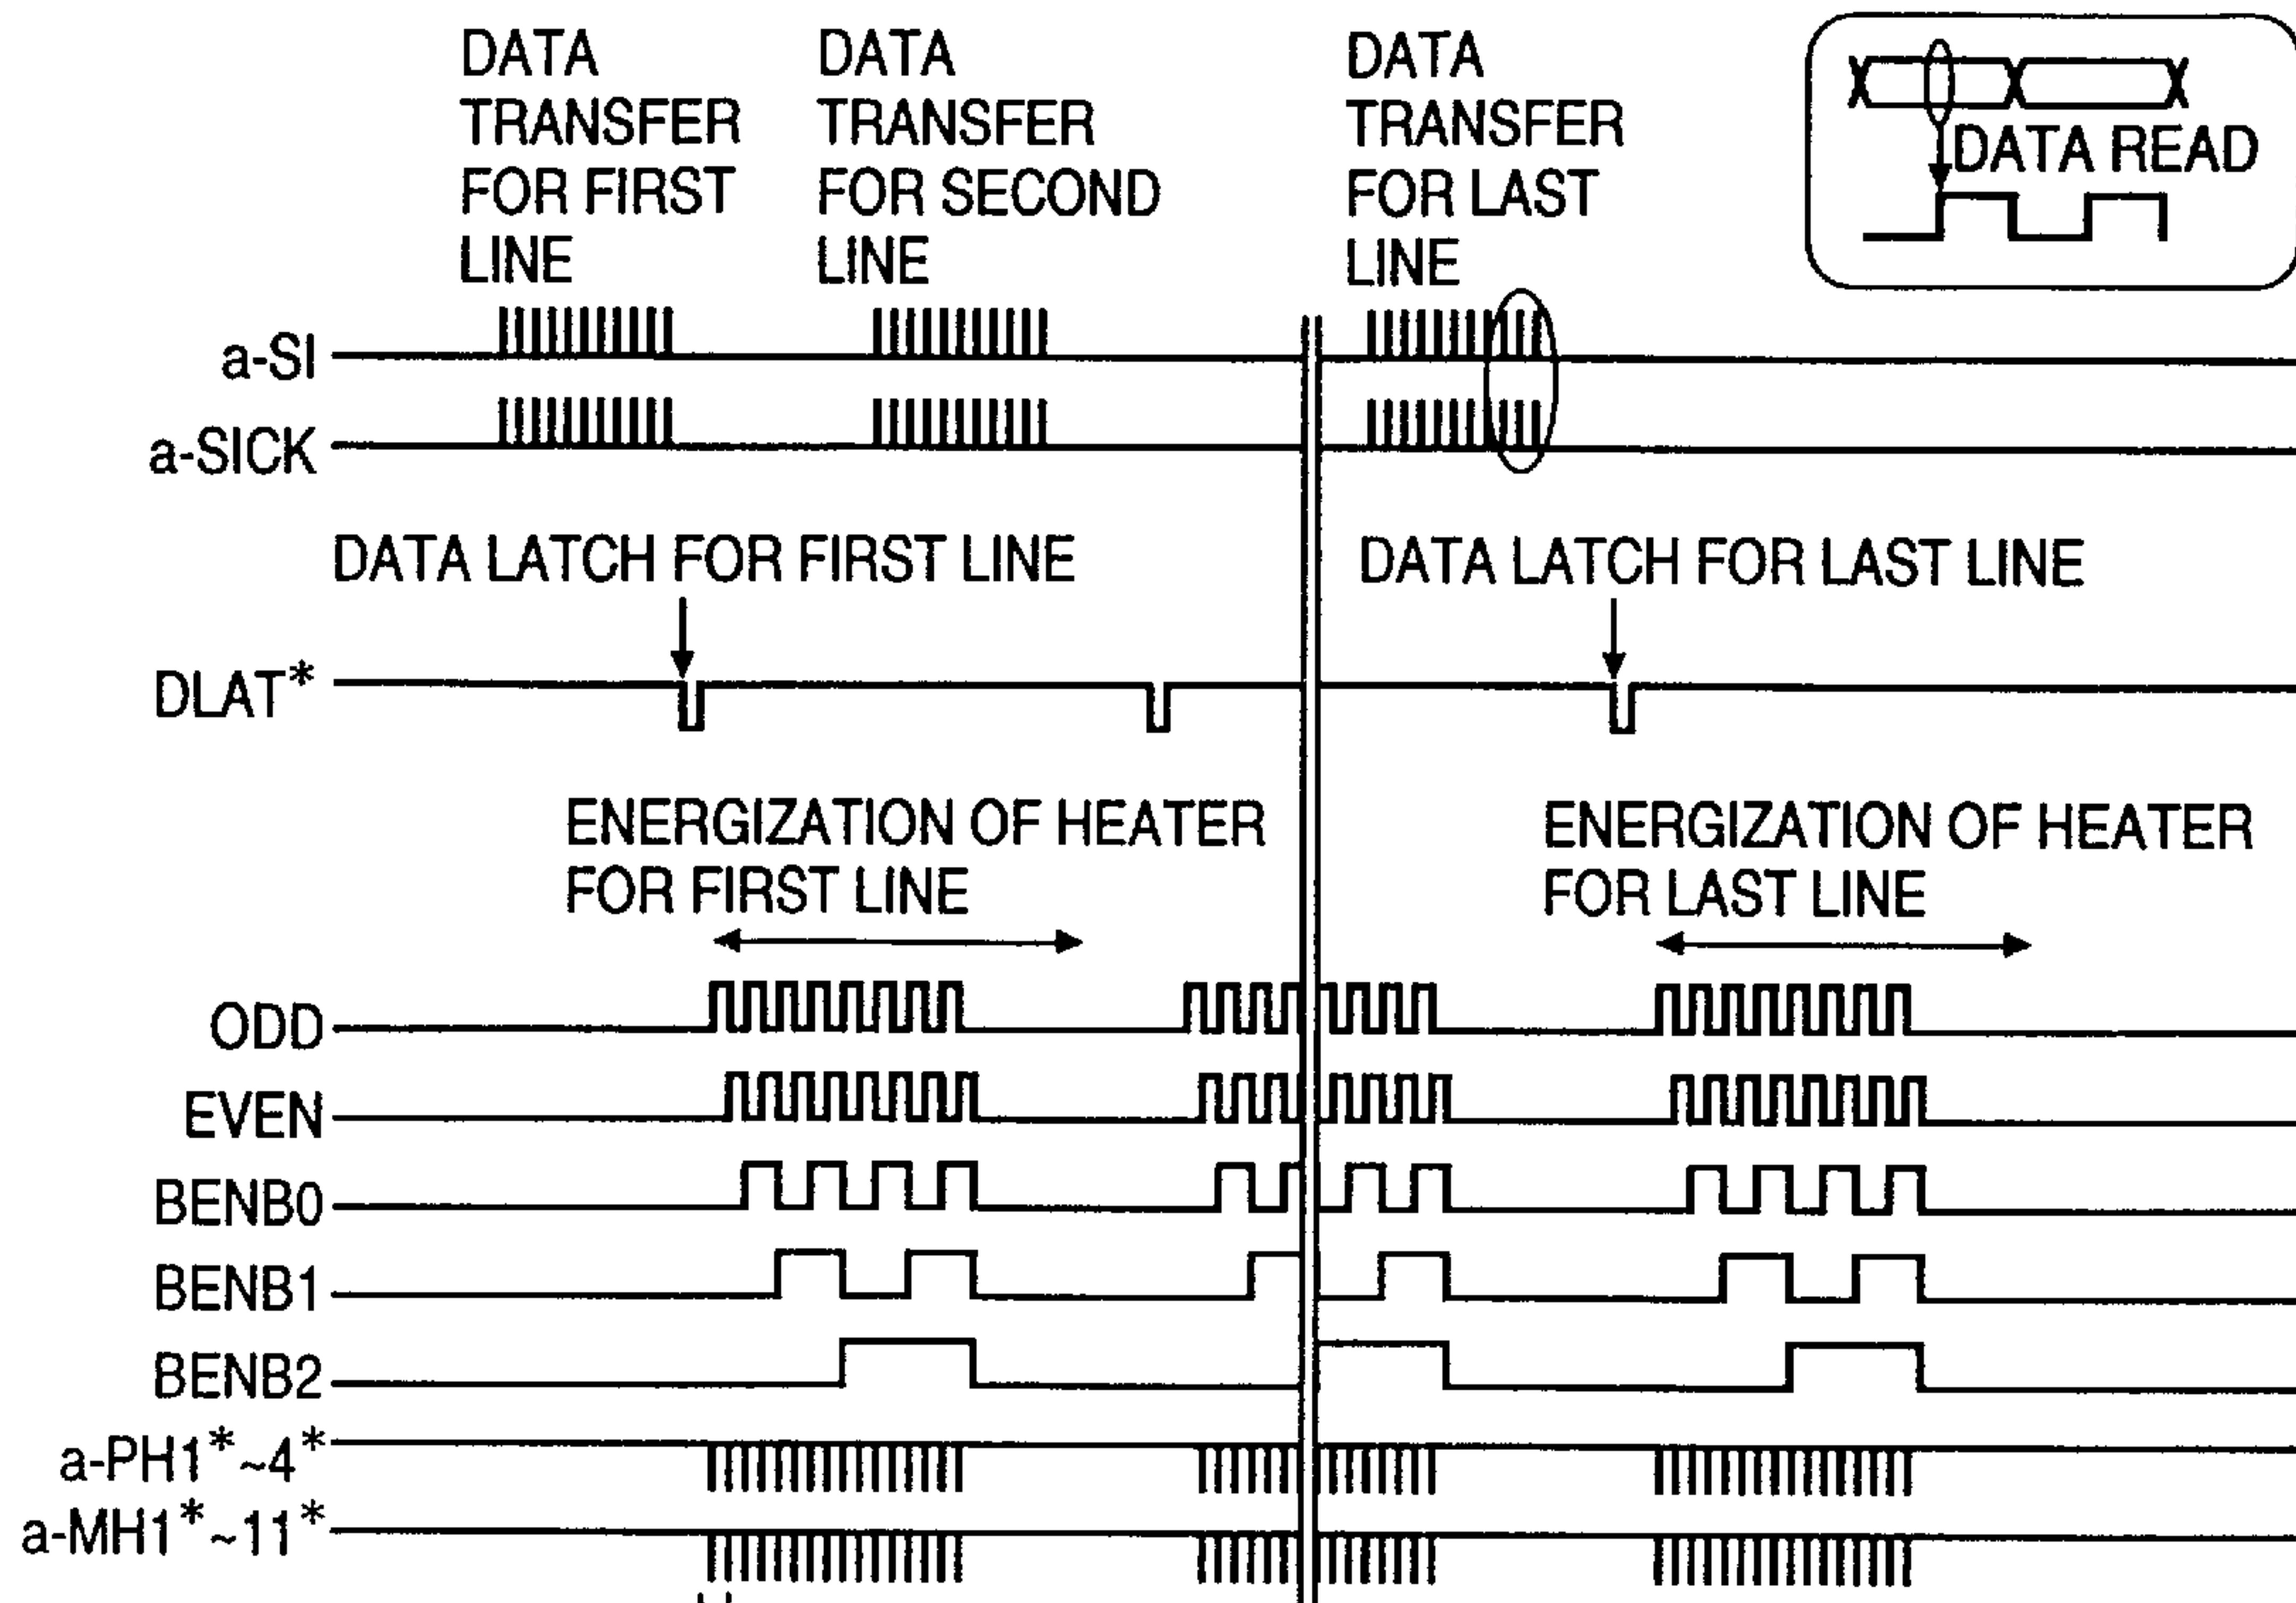 DATA
TRANSFER
FOR FIRST
LINE
DATA
TRANSFER
FOR SECOND
LINE
DATA
TRANSFER
FOR LAST
LINE
DATA READ
a-SI
a-SICK
DATA LATCH FOR FIRST LINE
DATA LATCH FOR LAST LINE
DLAT*
ENERGIZATION OF HEATER
FOR FIRST LINE
ENERGIZATION OF HEATER
FOR LAST LINE
ODD
EVEN
BENB0
BENB1
BENB2
a-PH1*~4*
a-MH1*~11*